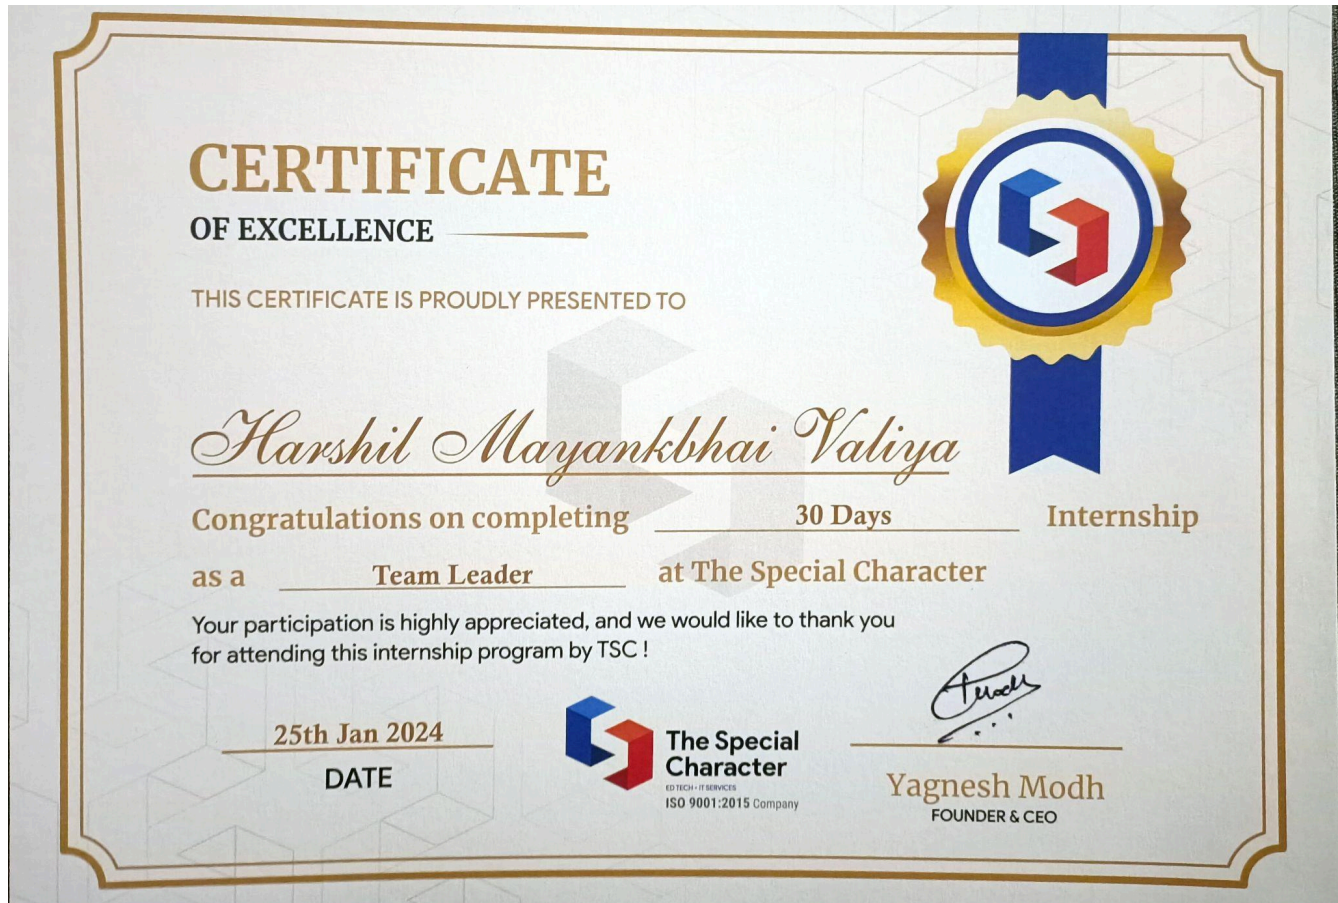 CERTIFICATE
OF EXCELLENCE
THIS CERTIFICATE IS PROUDLY PRESENTED TO
Harshil Mayankbhai Valiya
Congratulations on completing 30 Days Internship
as a Team Leader at The Special Character
Your participation is highly appreciated, and we would like to thank you
for attending this internship program by TSC !
25th Jan 2024
DATE
The Special
Character
ED TECH - IT SERVICES
ISO 9001:2015 Company
Yagnesh Modh
FOUNDER & CEO